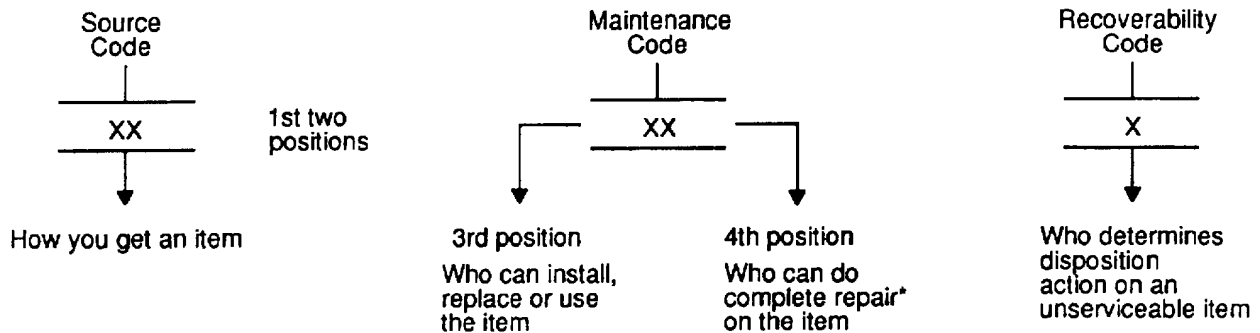 Source
Code
XX
1st two
positions
How you get an item
Maintenance
Code
XX
3rd position
Who can install,
replace or use
the item
4th position
Who can do
complete repair*
on the item
Recoverability
Code
X
Who determines
disposition
action on an
unserviceable item